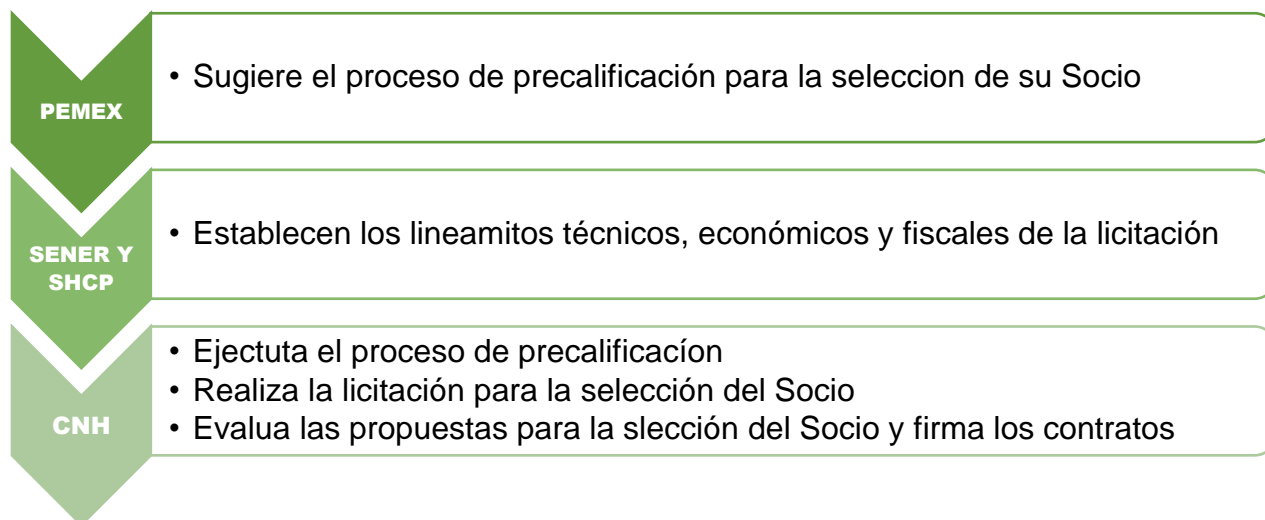 PEMEX
• Sugiere el proceso de precalificación para la seleccion de su Socio
SENER Y
SHCP
• Establecen los lineamitos técnicos, económicos y fiscales de la licitación
CNH
• Ejectuta el proceso de precalificacíon
• Realiza la licitación para la selección del Socio
• Evalua las propuestas para la slección del Socio y firma los contratos